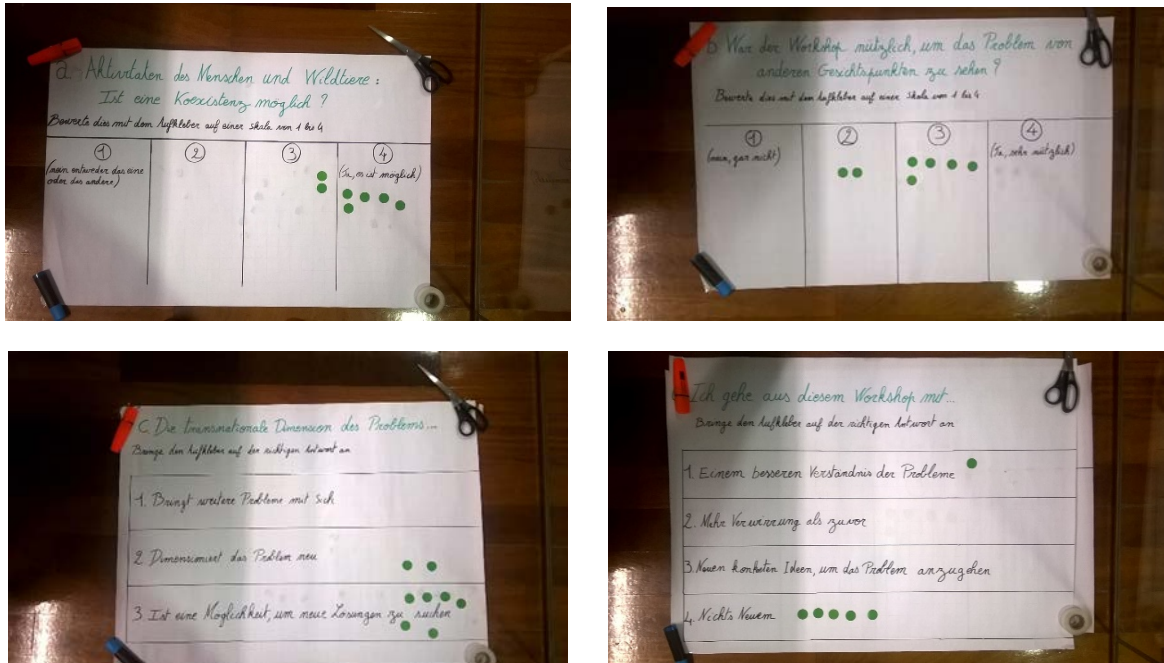 a. Aktivitäten des Menschen und Wildtiere:
Ist eine Koexistenz möglich?
Bewerte dies mit dem Aufkleber auf einer Skala von 1 bis 4
1 2 3 4
(nein entweder das eine
oder das andere)
(Ja, es ist möglich)
b. War der Workshop nützlich, um das Problem von
anderen Gesichtspunkten zu sehen?
Bewerte dies mit dem Aufkleber auf einer Skala von 1 bis 4
1 2 3 4
(nein, gar nicht)
(Ja, sehr nützlich)
C. Die transnationale Dimension des Problems...
Bringe den Aufkleber auf der richtigen Antwort an
1. Bringt weitere Probleme mit sich
2. Dimensioniert das Problem neu
3. Ist eine Möglichkeit, um neue Lösungen zu suchen
Ich gehe aus diesem Workshop mit...
Bringe den Aufkleber auf der richtigen Antwort an
1. Einem besseren Verständnis der Probleme
2. Mehr Verwirrung als zuvor
3. Neuen konkreten Ideen, um das Problem anzugehen
4. Nichts Neuem